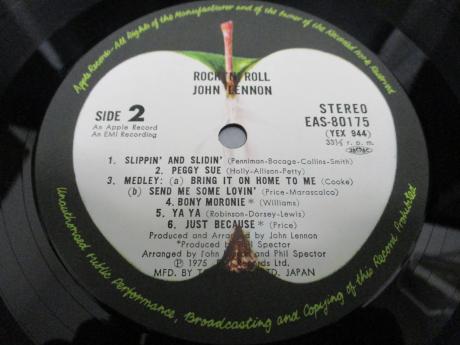 Apple Records · All Rights of the Manufacturer and of the Owner of the Recorded Work Reserved
ROCK 'N' ROLL
JOHN LENNON
SIDE 2
An Apple Record
An EMI Recording
STEREO
EAS-80175
(YEX 944)
33⅓ r. p. m.
1. SLIPPIN' AND SLIDIN' (Penniman-Bocage-Collins-Smith)
2. PEGGY SUE (Holly-Allison-Petty)
3. MEDLEY: (a) BRING IT ON HOME TO ME (Cooke)
(b) SEND ME SOME LOVIN' (Price-Marascalco)
4. BONY MORONIE * (Williams)
5. YA YA (Robinson-Dorsey-Lewis)
6. JUST BECAUSE * (Price)
Produced and Arranged by John Lennon
*Produced by Phil Spector
Arranged by John Lennon and Phil Spector
Ⓟ 1975 Records Ltd.
MFD. BY LTD. JAPAN
Unauthorised Public Performance, Broadcasting and Copying of this Record Prohibited